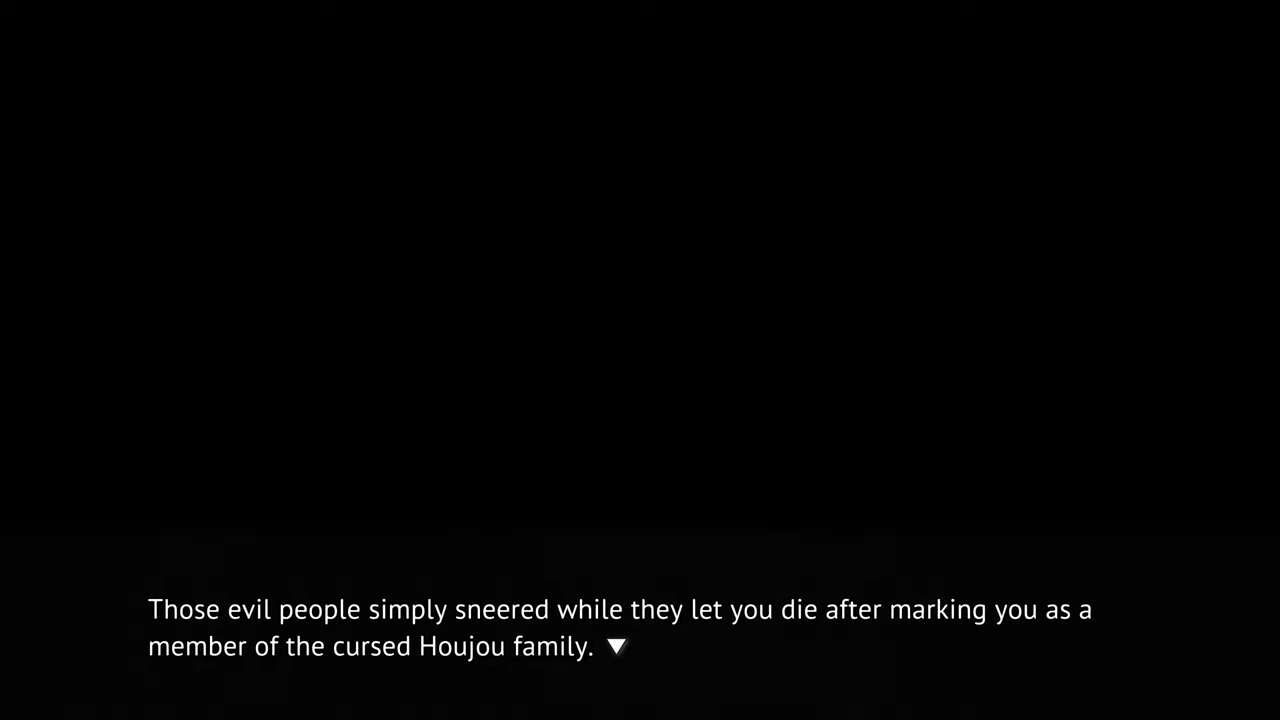 Those evil people simply sneered while they let you die after marking you as a
member of the cursed Houjou family.